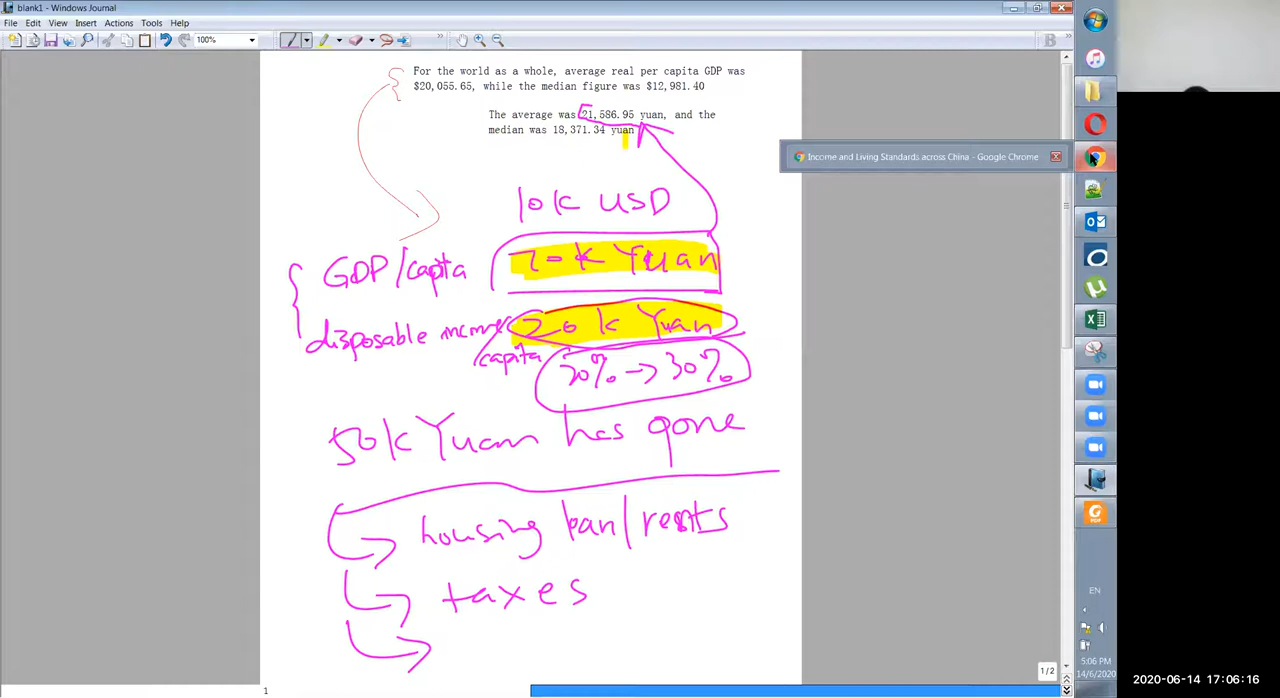 blank1 - Windows Journal
File Edit View Insert Actions Tools Help
100%
B
For the world as a whole, average real per capita GDP was
$20,055.65, while the median figure was $12,981.40
The average was 21,586.95 yuan, and the
median was 18,371.34 yuan
Income and Living Standards across China - Google Chrome
10k USD
GDP/capita 70k Yuan
disposable income/capita 20k Yuan
20% → 30%
50k Yuan has gone
housing loan/rents
taxes
EN
5:06 PM
14/6/2020
1/2
1
2020-06-14 17:06:16